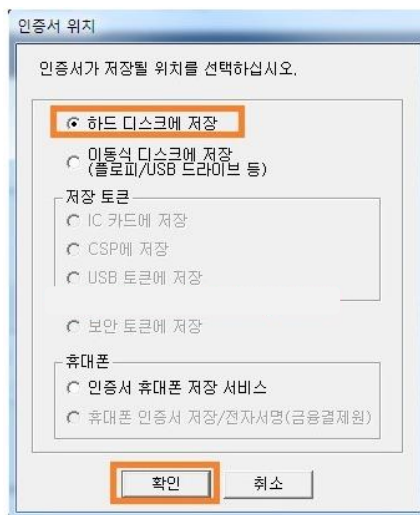 인증서 위치
인증서가 저장될 위치를 선택하십시오.
하드 디스크에 저장
이동식 디스크에 저장
(플로피/USB 드라이브 등)
저장 토큰
IC 카드에 저장
CSP에 저장
USB 토큰에 저장
보안 토큰에 저장
휴대폰
인증서 휴대폰 저장 서비스
휴대폰 인증서 저장/전자서명(금융결제원)
확인 취소